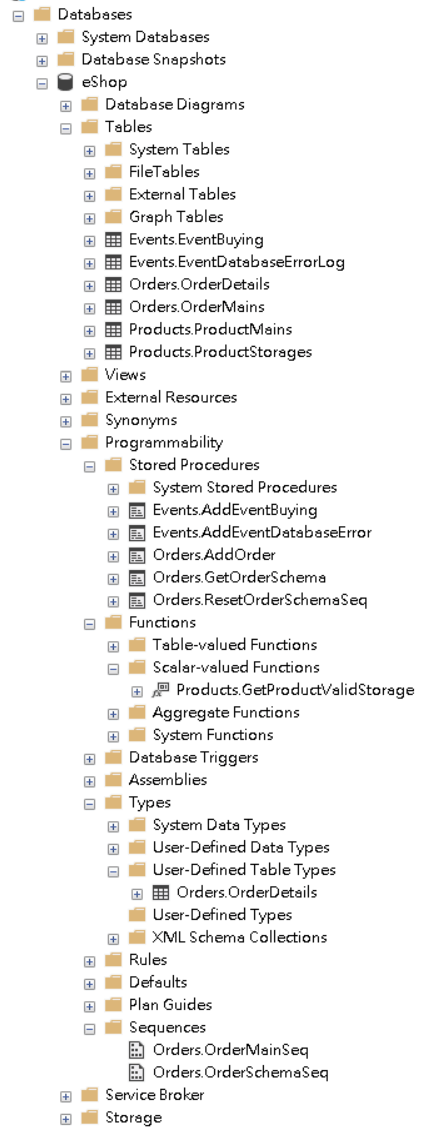 Databases
System Databases
Database Snapshots
eShop
Database Diagrams
Tables
System Tables
FileTables
External Tables
Graph Tables
Events.EventBuying
Events.EventDatabaseErrorLog
Orders.OrderDetails
Orders.OrderMains
Products.ProductMains
Products.ProductStorages
Views
External Resources
Synonyms
Programmability
Stored Procedures
System Stored Procedures
Events.AddEventBuying
Events.AddEventDatabaseError
Orders.AddOrder
Orders.GetOrderSchema
Orders.ResetOrderSchemaSeq
Functions
Table-valued Functions
Scalar-valued Functions
Products.GetProductValidStorage
Aggregate Functions
System Functions
Database Triggers
Assemblies
Types
System Data Types
User-Defined Data Types
User-Defined Table Types
Orders.OrderDetails
User-Defined Types
XML Schema Collections
Rules
Defaults
Plan Guides
Sequences
Orders.OrderMainSeq
Orders.OrderSchemaSeq
Service Broker
Storage